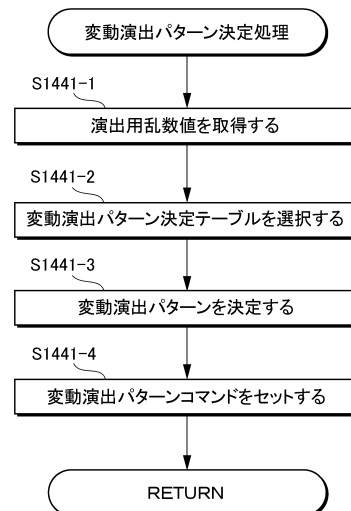 変動演出パターン決定処理
S1441-1
演出用乱数値を取得する
S1441-2
変動演出パターン決定テーブルを選択する
S1441-3
変動演出パターンを決定する
S1441-4
変動演出パターンコマンドをセットする
RETURN